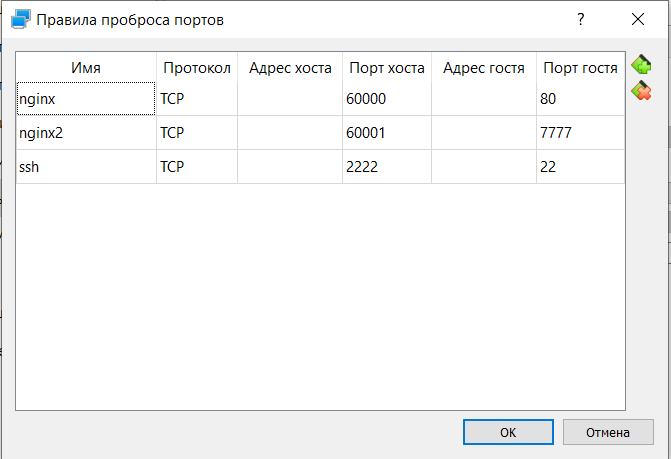 Правила проброса портов
?
Имя Протокол Адрес хоста Порт хоста Адрес гостя Порт гостя
nginx TCP 60000 80
nginx2 TCP 60001 7777
ssh TCP 2222 22
OK Отмена